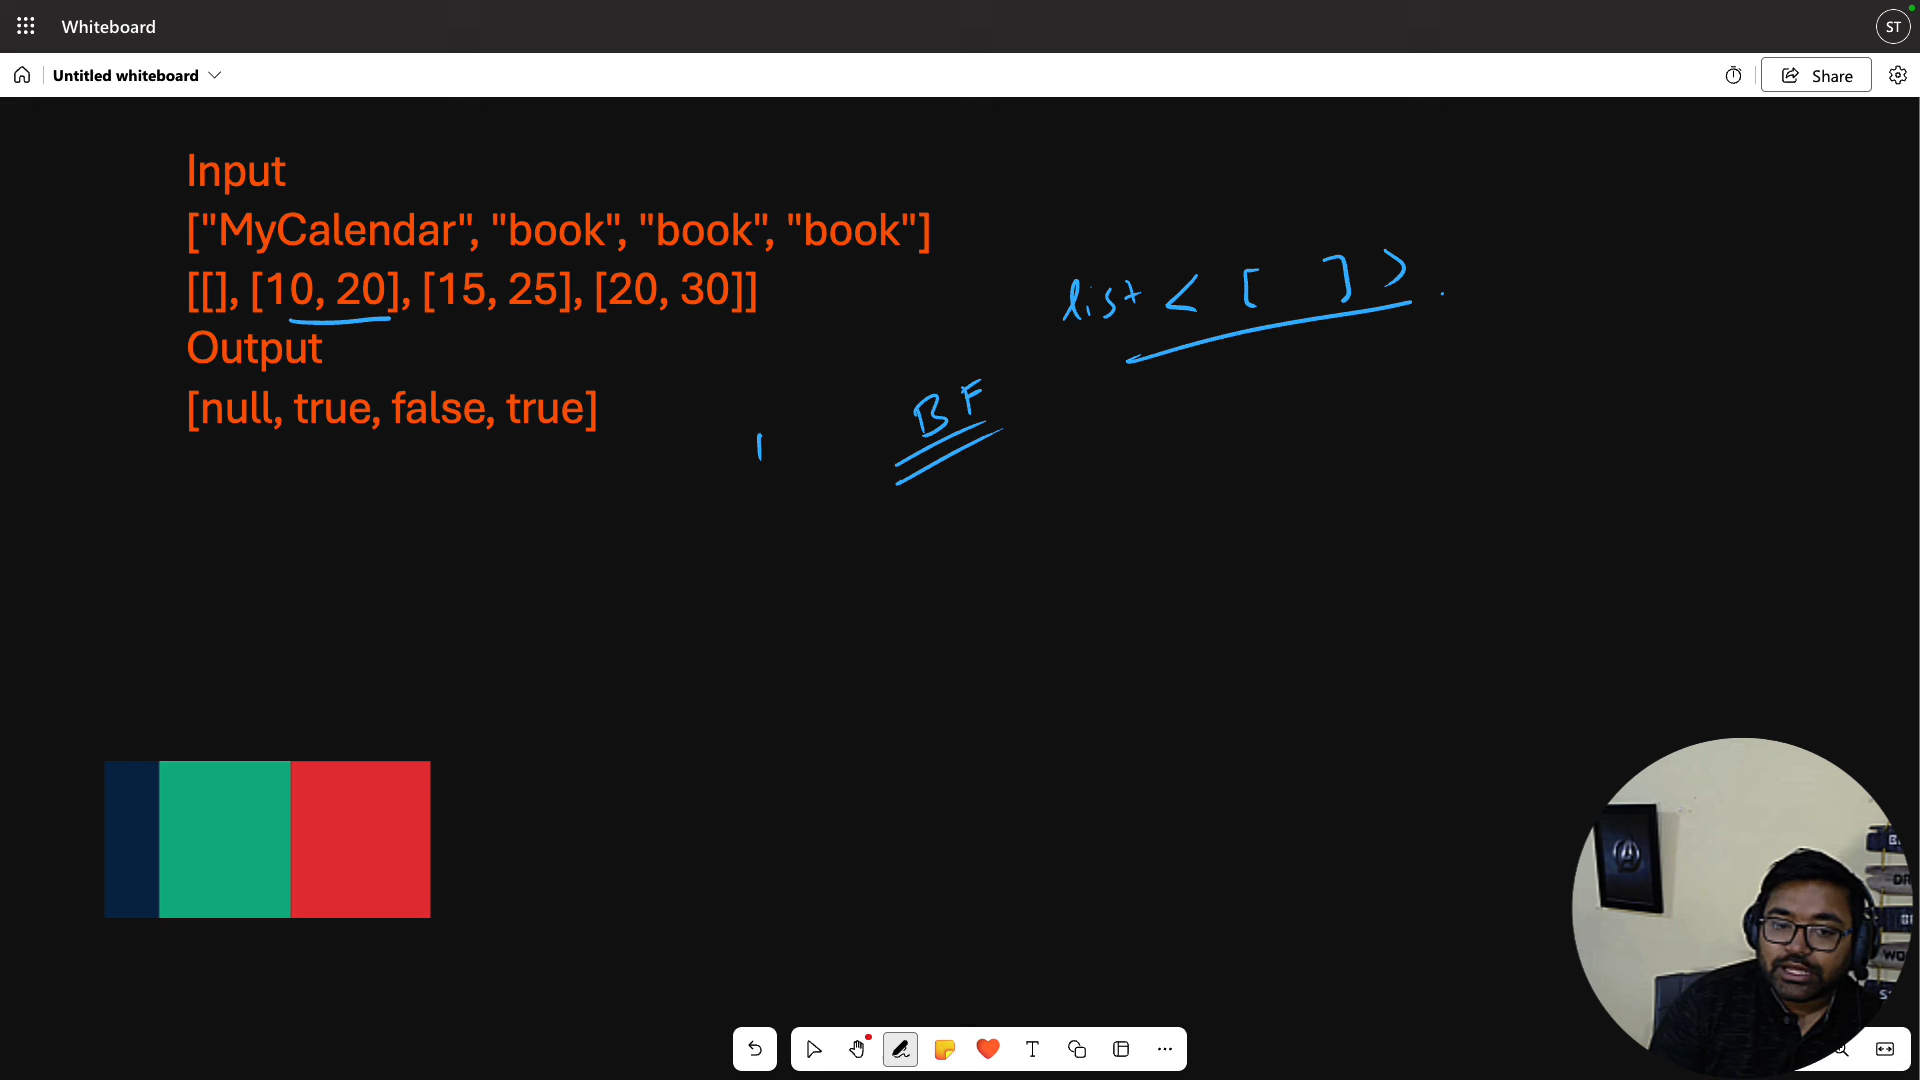 Whiteboard
ST
Untitled whiteboard
Share
Input
["MyCalendar", "book", "book", "book"]
[[], [10, 20], [15, 25], [20, 30]]
Output
[null, true, false, true]
list < [ ] > .
BF
T